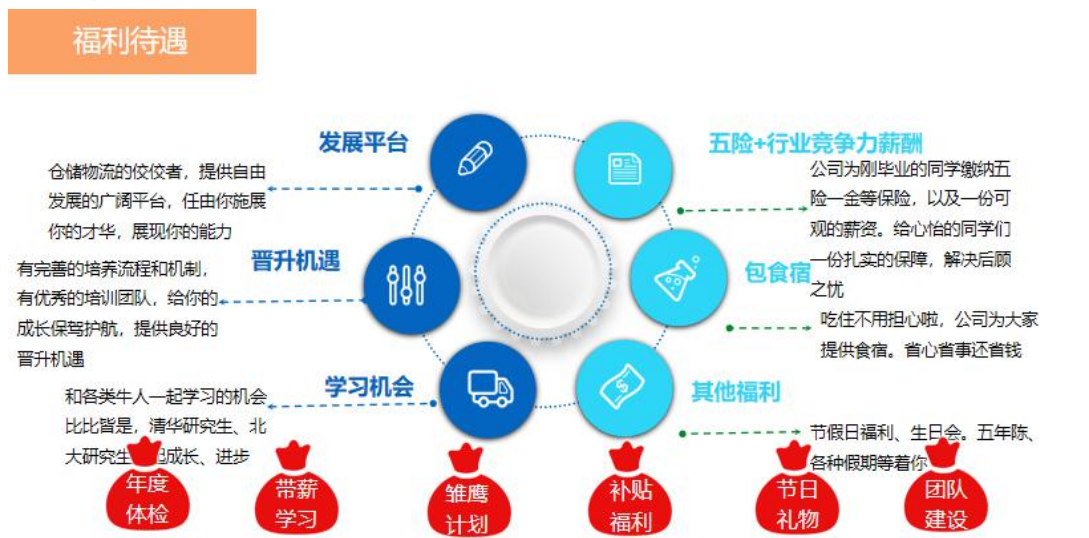 福利待遇
发展平台
仓储物流的佼佼者，提供自由
发展的广阔平台，任由你施展
你的才华，展现你的能力
晋升机遇
有完善的培养流程和机制，
有优秀的培训团队，给你的
成长保驾护航，提供良好的
晋升机遇
学习机会
和各类牛人一起学习的机会
比比皆是，清华研究生、北
大研究生 起成长、进步
五险+行业竞争力薪酬
公司为刚毕业的同学缴纳五
险一金等保险，以及一份可
观的薪资。给心怡的同学们
一份扎实的保障，解决后顾
之忧
包食宿
吃住不用担心啦，公司为大家
提供食宿。省心省事还省钱
其他福利
节假日福利、生日会。五年陈、
各种假期等着你
年度
体检
带薪
学习
雏鹰
计划
补贴
福利
节日
礼物
团队
建设